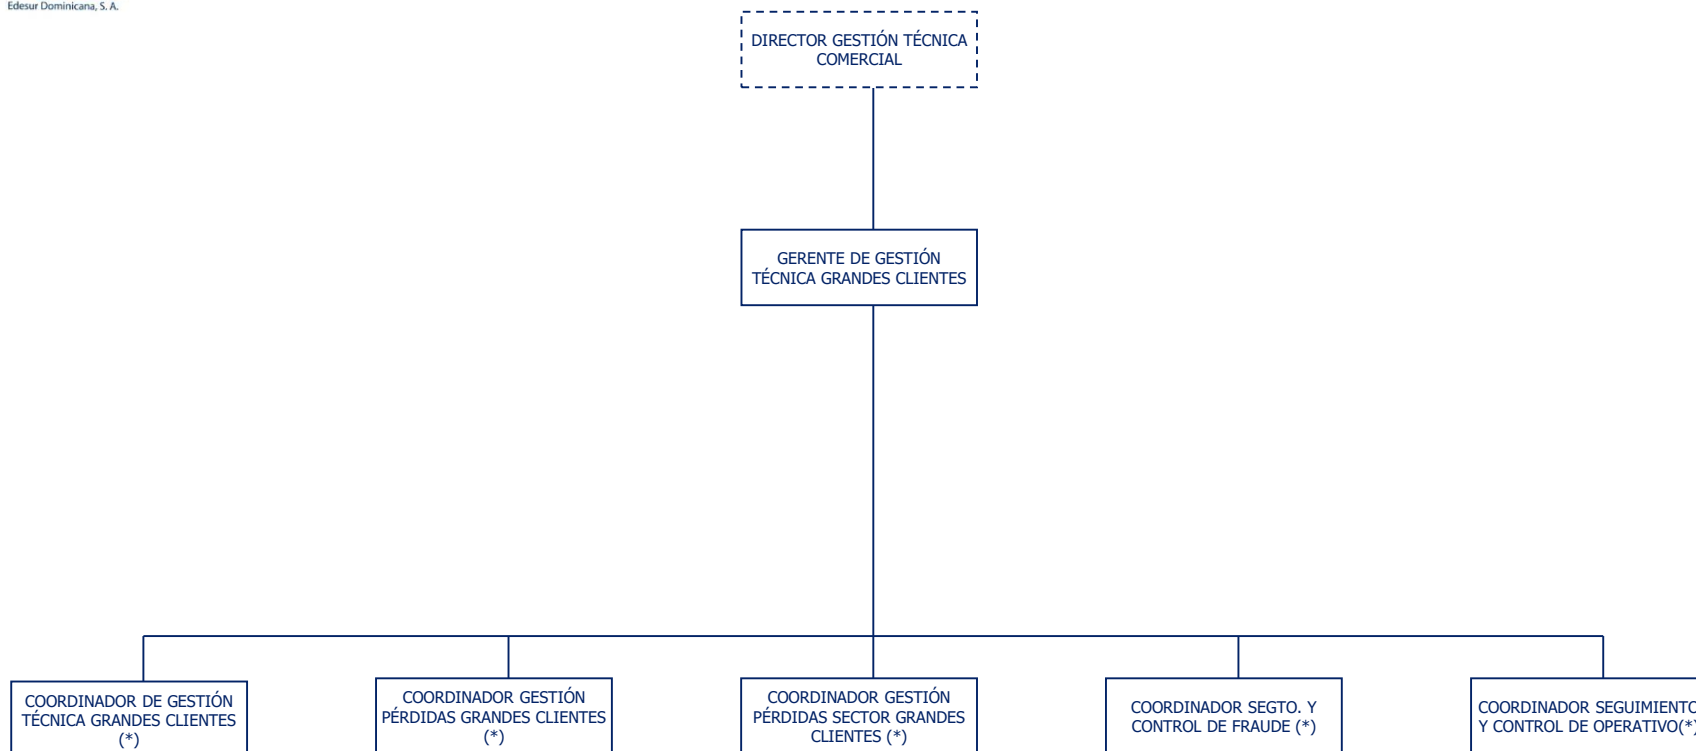 Edesur Dominicana, S. A.
DIRECTOR GESTIÓN TÉCNICA
COMERCIAL
GERENTE DE GESTIÓN
TÉCNICA GRANDES CLIENTES
COORDINADOR DE GESTIÓN
TÉCNICA GRANDES CLIENTES
(*)
COORDINADOR GESTIÓN
PÉRDIDAS GRANDES CLIENTES
(*)
COORDINADOR GESTIÓN
PÉRDIDAS SECTOR GRANDES
CLIENTES (*)
COORDINADOR SEGTO. Y
CONTROL DE FRAUDE (*)
COORDINADOR SEGUIMIENTO
Y CONTROL DE OPERATIVO(*)